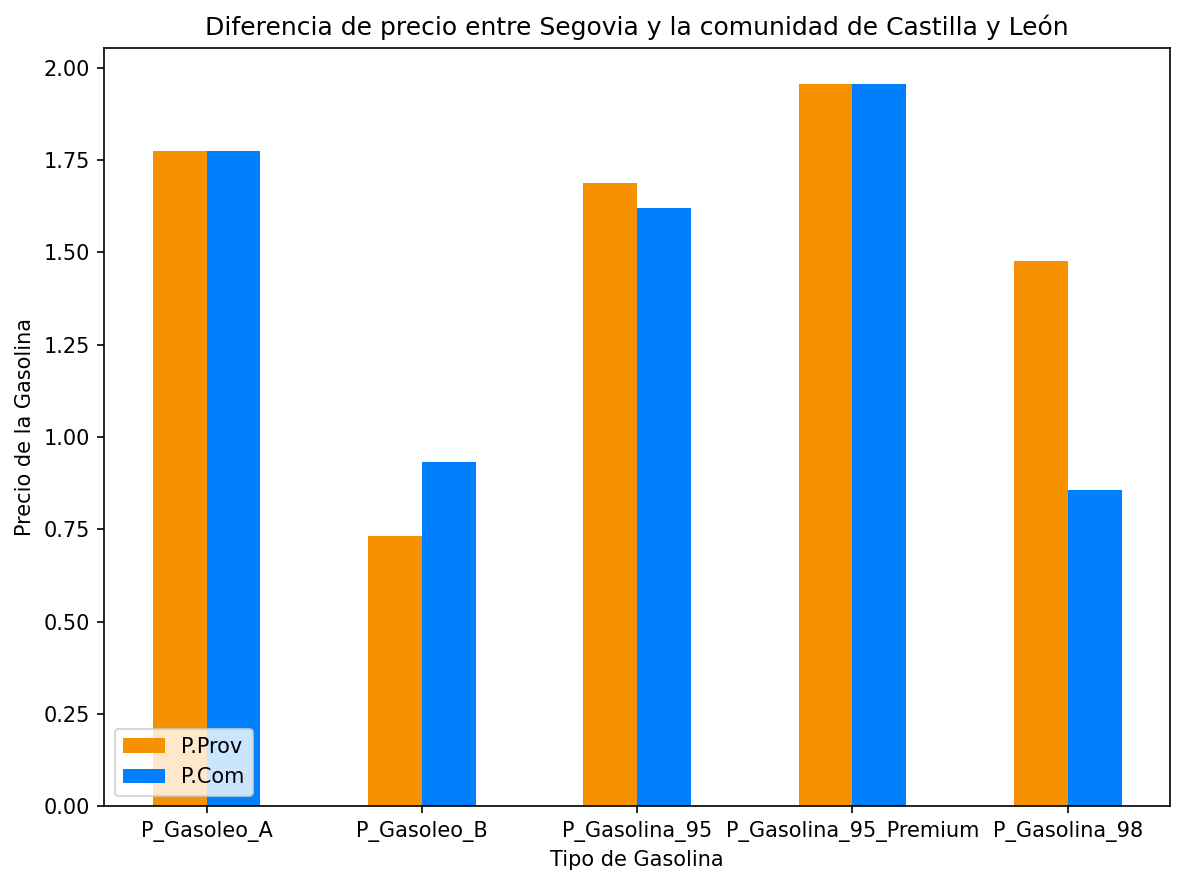 Diferencia de precio entre Segovia y la comunidad de Castilla y León
Precio de la Gasolina
2.00
1.75
1.50
1.25
1.00
0.75
0.50
0.25
0.00
P.Prov
P.Com
P_Gasoleo_A P_Gasoleo_B P_Gasolina_95 P_Gasolina_95_Premium P_Gasolina_98
Tipo de Gasolina